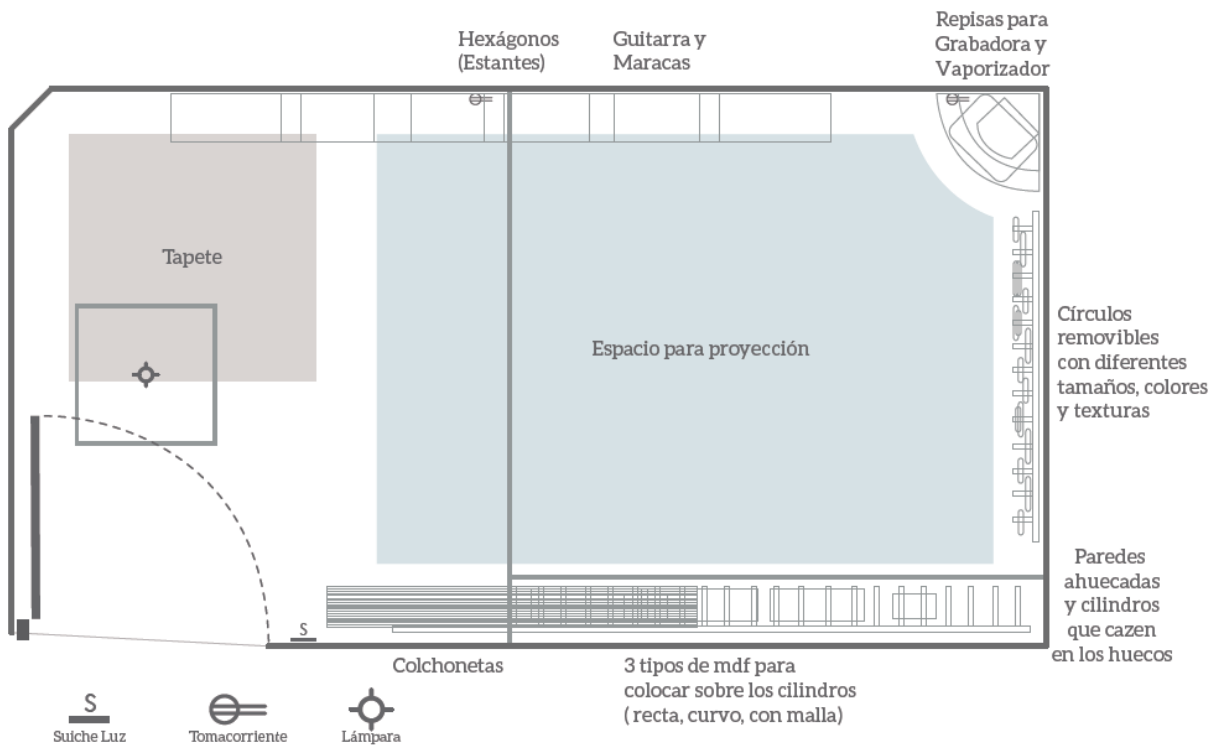 Hexágonos
(Estantes)
Guitarra y
Maracas
Repisas para
Grabadora y
Vaporizador
Tapete
Espacio para proyección
Círculos
removibles
con diferentes
tamaños, colores
y texturas
Paredes
ahuecadas
y cilindros
que cazen
en los huecos
S
Colchonetas
3 tipos de mdf para
colocar sobre los cilindros
( recta, curvo, con malla)
S
Suiche Luz
Tomacorriente
Lámpara